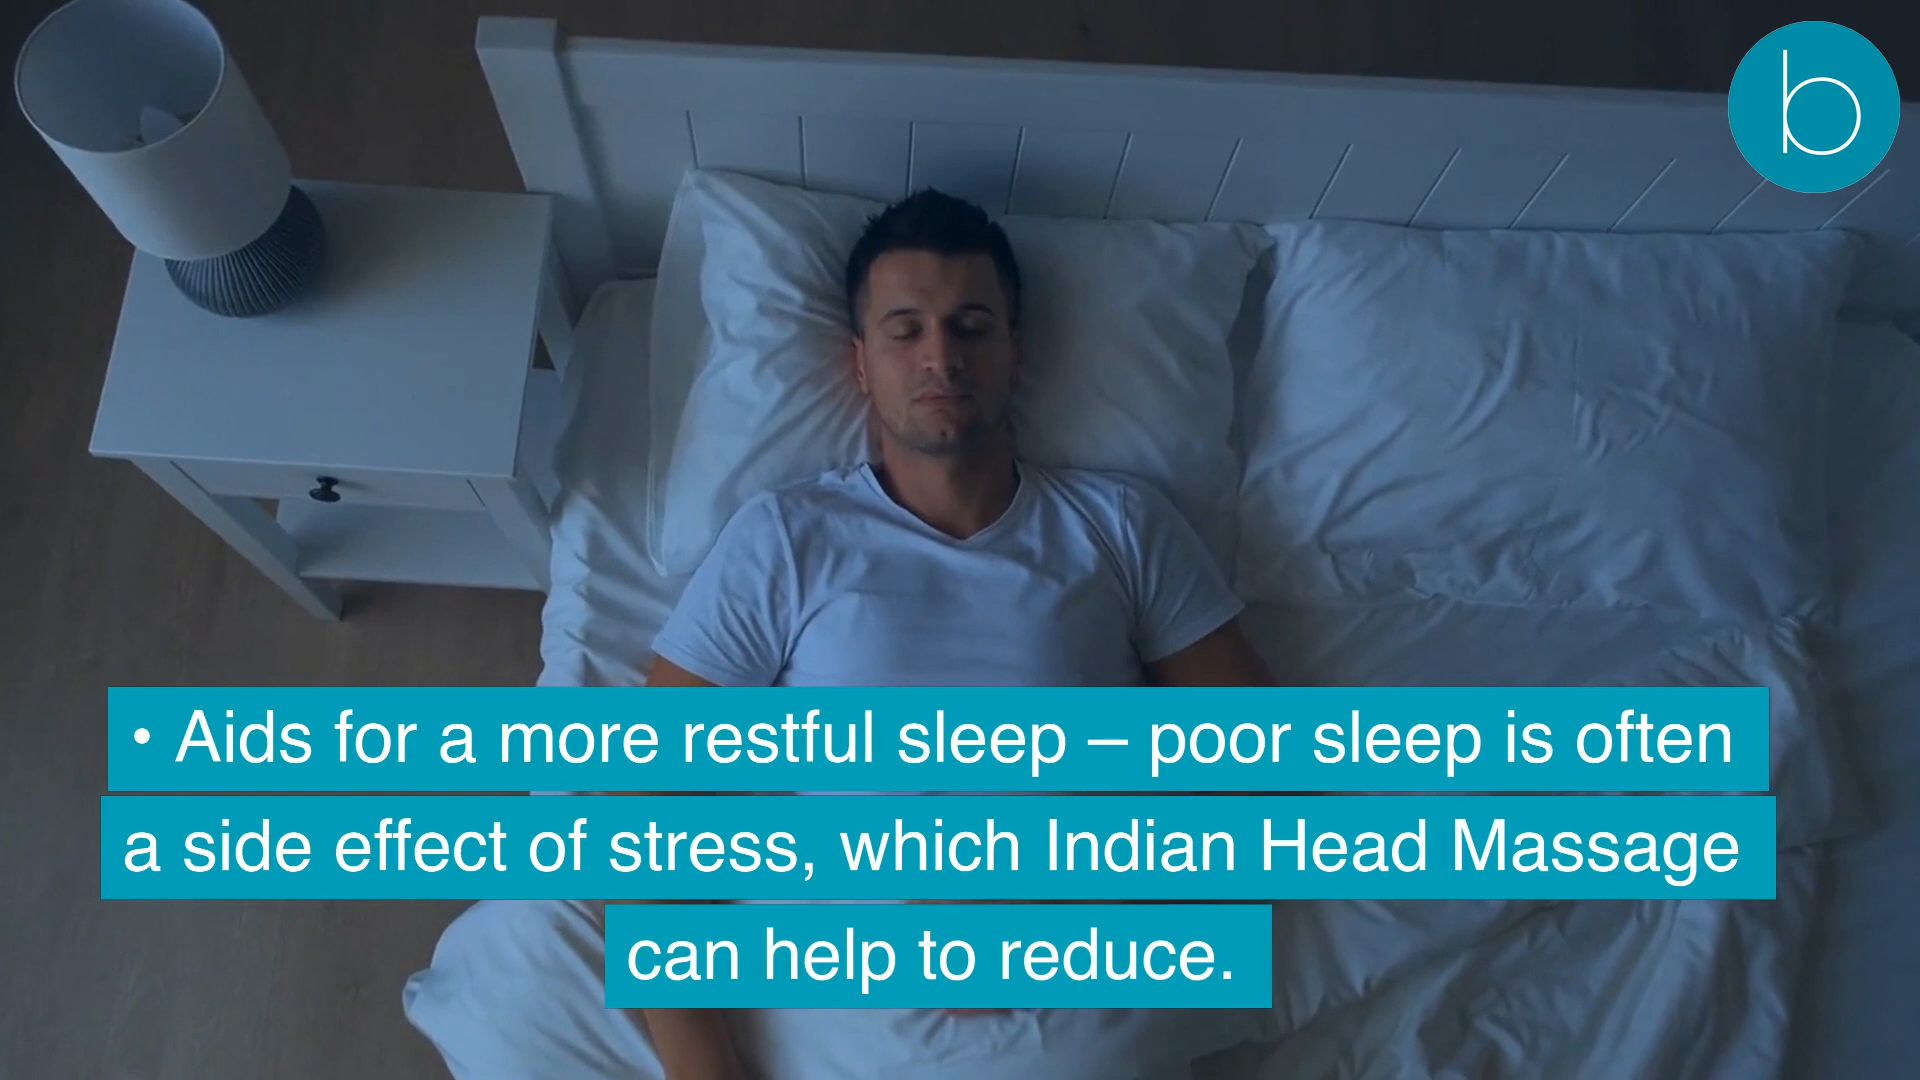 b
• Aids for a more restful sleep – poor sleep is often
a side effect of stress, which Indian Head Massage
can help to reduce.